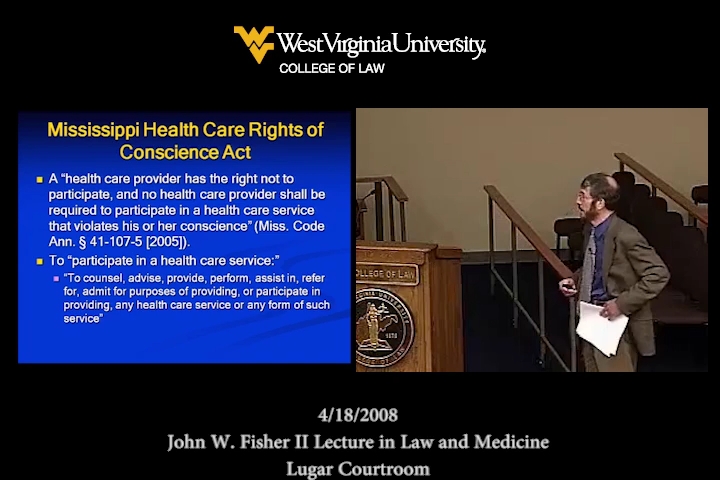 WestVirginiaUniversity.
COLLEGE OF LAW
Mississippi Health Care Rights of
Conscience Act
A “health care provider has the right not to
participate, and no health care provider shall be
required to participate in a health care service
that violates his or her conscience” (Miss. Code
Ann. § 41-107-5 [2005]).
To “participate in a health care service:”
“To counsel, advise, provide, perform, assist in, refer
for, admit for purposes of providing, or participate in
providing, any health care service or any form of such
service”
COLLEGE OF LAW
4/18/2008
John W. Fisher II Lecture in Law and Medicine
Lugar Courtroom